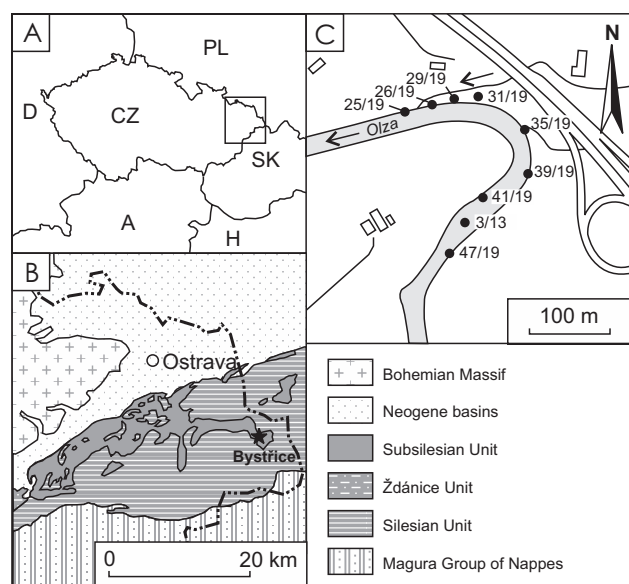 A
PL
D
CZ
SK
A
H
B
Ostrava
Bystřice
0 20 km
C
N
29/19
26/19
31/19
25/19
35/19
Olza
39/19
41/19
3/13
47/19
100 m
Bohemian Massif
Neogene basins
Subsilesian Unit
Ždánice Unit
Silesian Unit
Magura Group of Nappes